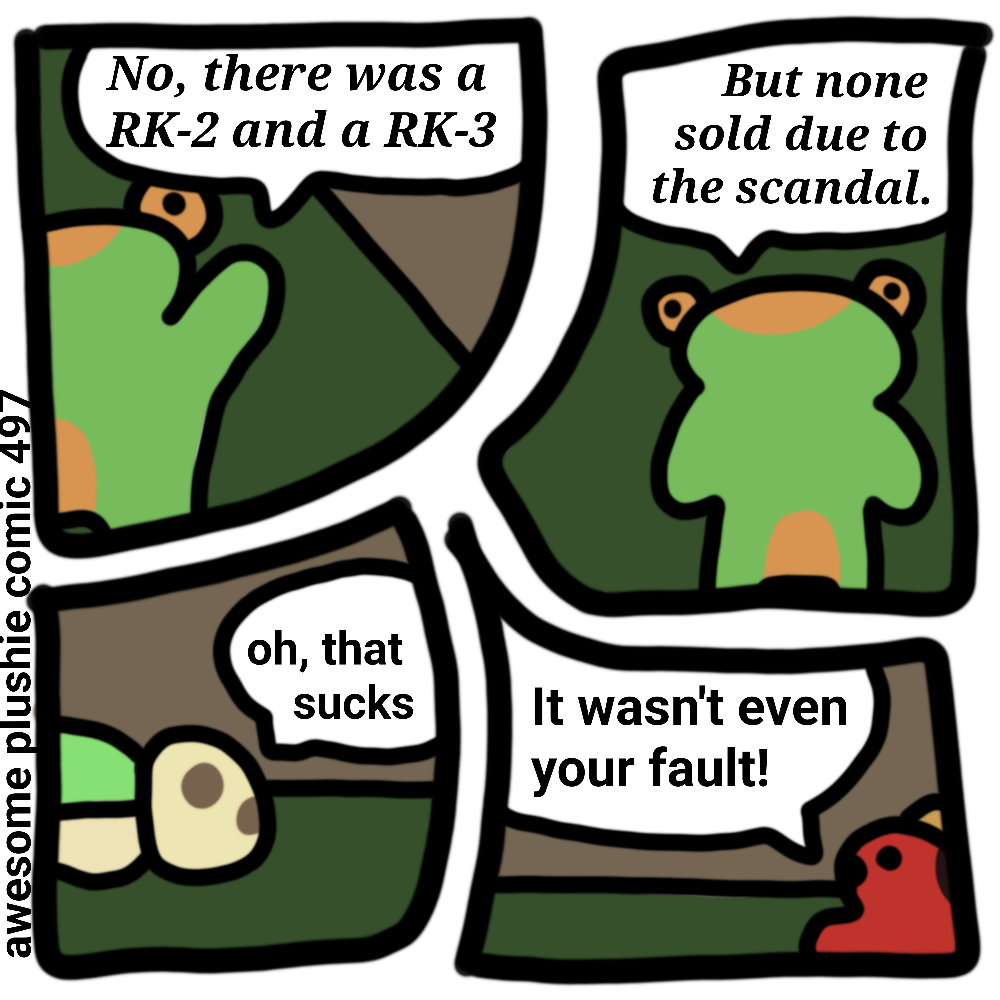 No, there was a
RK-2 and a RK-3
But none
sold due to
the scandal.
oh, that
sucks
It wasn't even
your fault!
awesome plushie comic 497